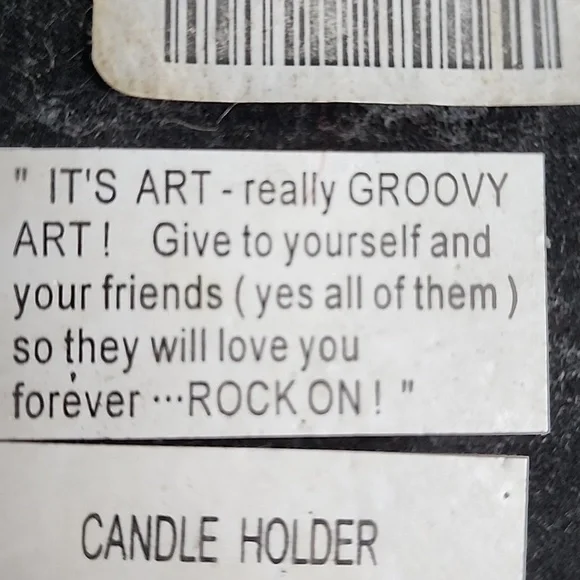 " IT'S ART - really GROOVY
ART ! Give to yourself and
your friends ( yes all of them )
so they will love you
forever ···ROCK ON ! "
CANDLE HOLDER